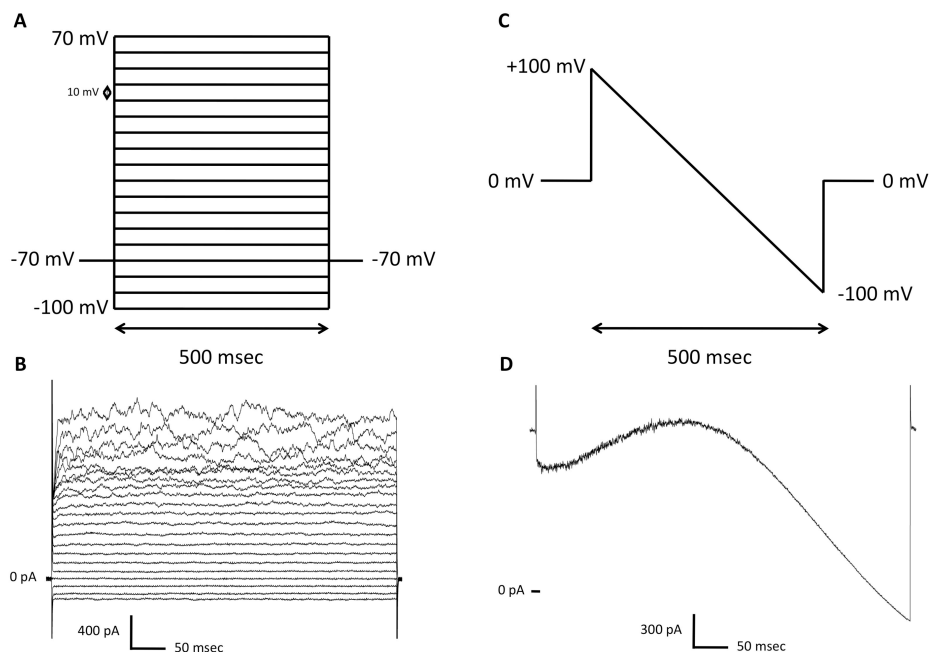 A
70 mV
10 mV
-70 mV
-70 mV
-100 mV
500 msec
B
0 pA
400 pA
50 msec
C
+100 mV
0 mV
0 mV
-100 mV
500 msec
D
0 pA
300 pA
50 msec